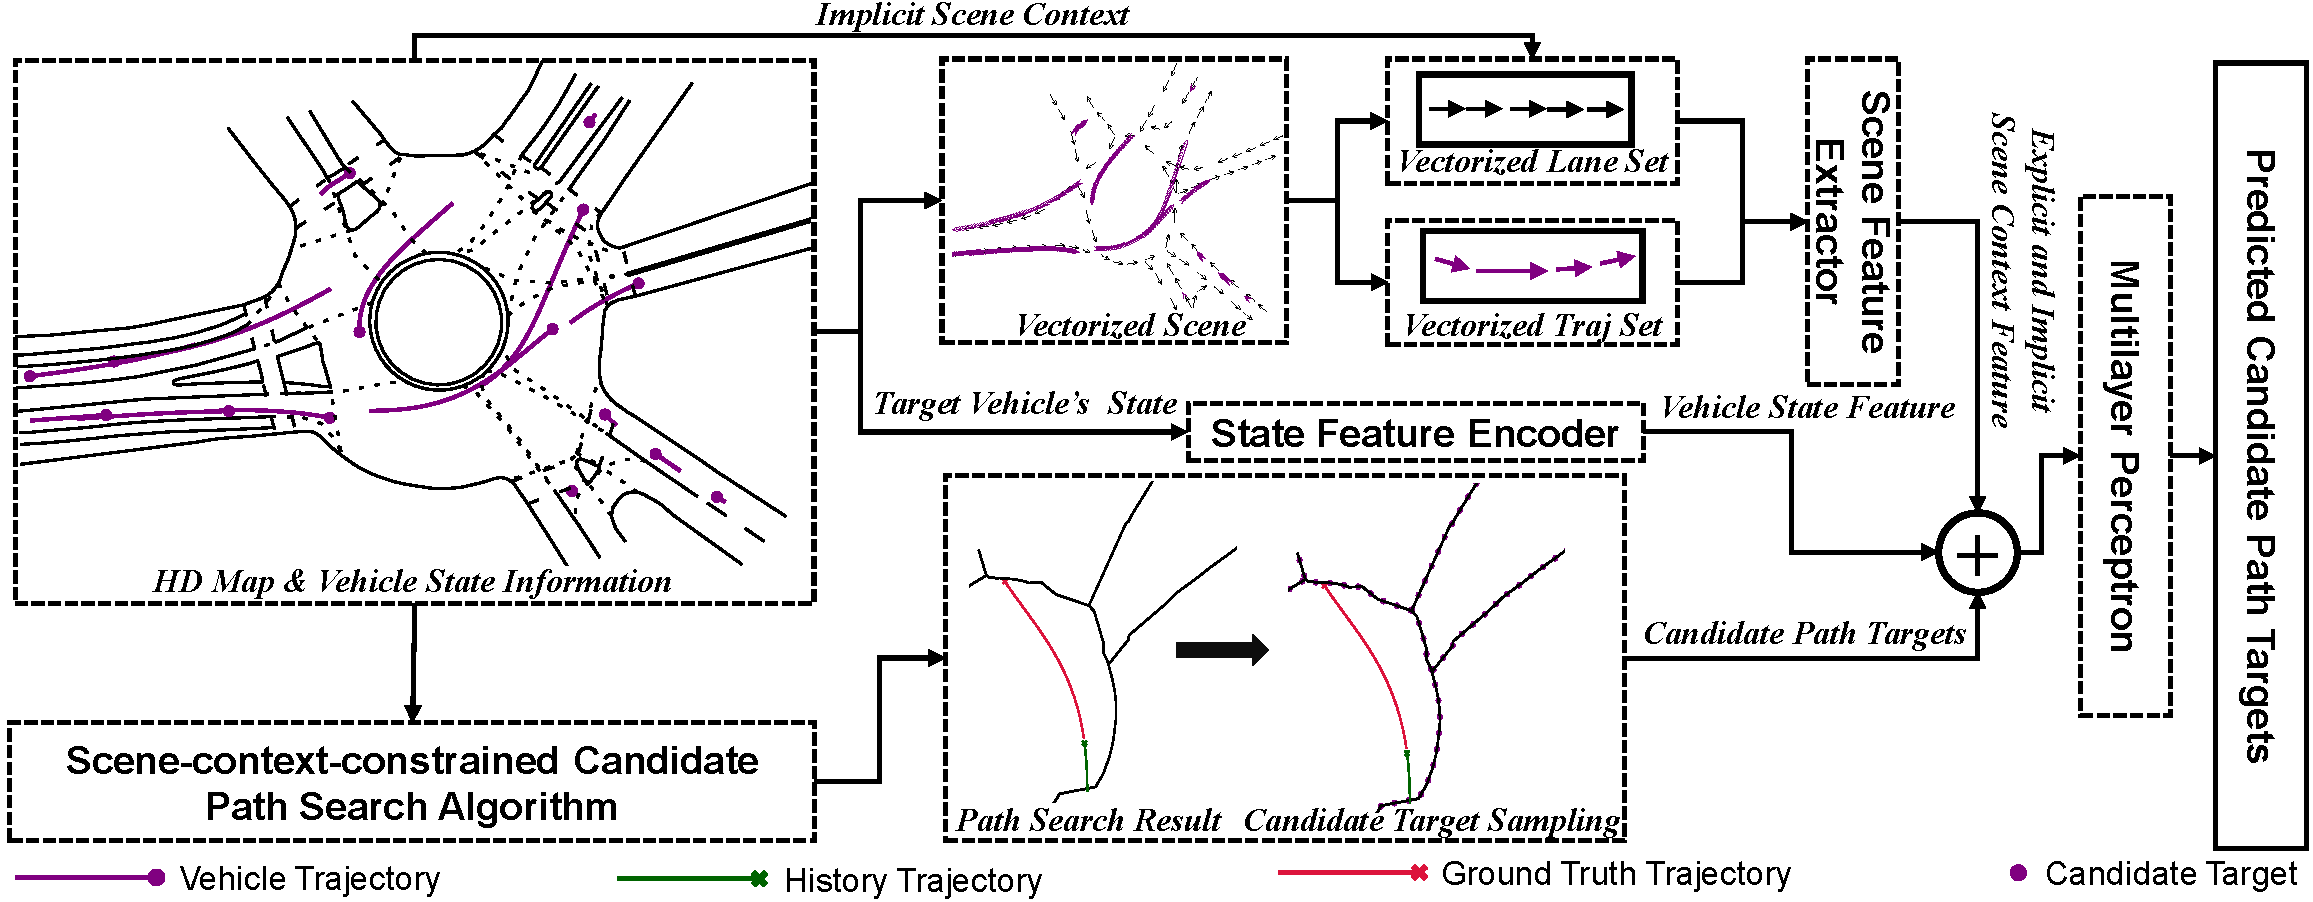 Implicit Scene Context
HD Map & Vehicle State Information
Vectorized Scene
Vectorized Lane Set
Vectorized Traj Set
Scene Feature
Extractor
Explicit and Implicit
Scene Context Feature
Target Vehicle's State
State Feature Encoder
Vehicle State Feature
Multilayer Perceptron
Predicted Candidate Path Targets
Scene-context-constrained Candidate
Path Search Algorithm
Path Search Result
Candidate Target Sampling
Candidate Path Targets
Vehicle Trajectory
History Trajectory
Ground Truth Trajectory
Candidate Target